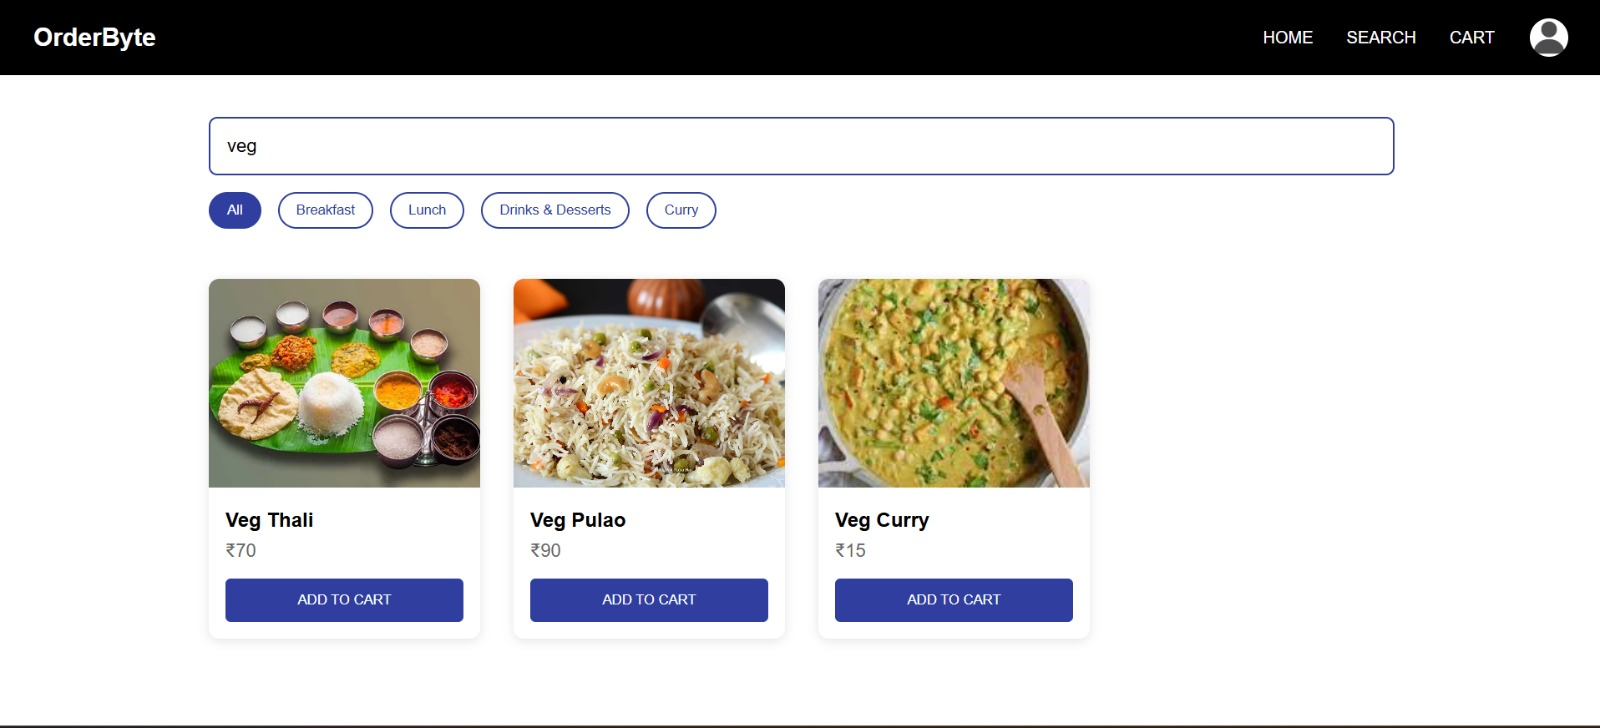 OrderByte
HOME SEARCH CART
veg
All Breakfast Lunch Drinks & Desserts Curry
Veg Thali Veg Pulao Veg Curry
₹70 ₹90 ₹15
ADD TO CART ADD TO CART ADD TO CART